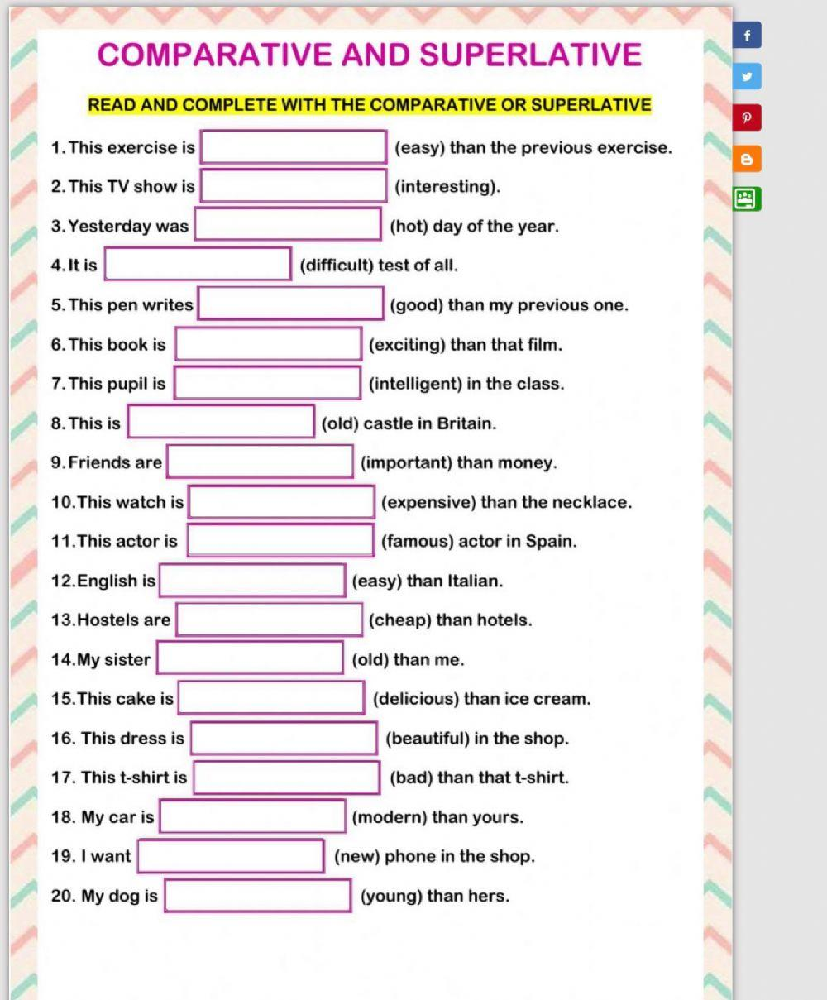 COMPARATIVE AND SUPERLATIVE
READ AND COMPLETE WITH THE COMPARATIVE OR SUPERLATIVE
1. This exercise is (easy) than the previous exercise.
2. This TV show is (interesting).
3. Yesterday was (hot) day of the year.
4. It is (difficult) test of all.
5. This pen writes (good) than my previous one.
6. This book is (exciting) than that film.
7. This pupil is (intelligent) in the class.
8. This is (old) castle in Britain.
9. Friends are (important) than money.
10.This watch is (expensive) than the necklace.
11.This actor is (famous) actor in Spain.
12.English is (easy) than Italian.
13.Hostels are (cheap) than hotels.
14.My sister (old) than me.
15.This cake is (delicious) than ice cream.
16. This dress is (beautiful) in the shop.
17. This t-shirt is (bad) than that t-shirt.
18. My car is (modern) than yours.
19. I want (new) phone in the shop.
20. My dog is (young) than hers.